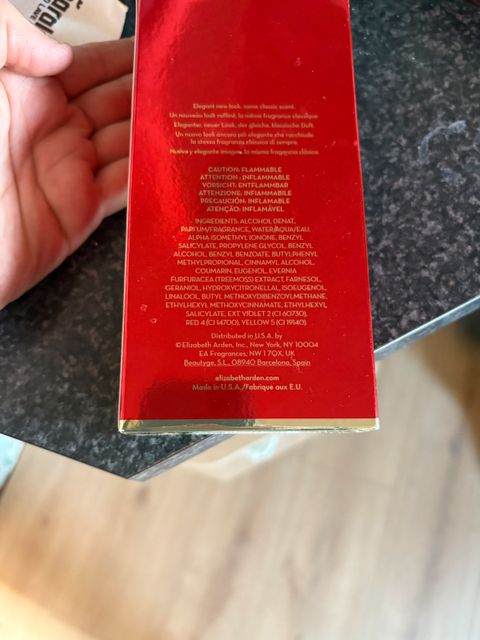 Elegant new look, same classic scent.
Un nouveau look raffiné, la même fragrance classique
Eleganter, neuer Look, der gleiche, klassische Duft.
Un nuovo look ancora più elegante che racchiude
la stessa fragranza classica di sempre.
Nueva y elegante imagen, la misma fragancia clásica.
CAUTION: FLAMMABLE
ATTENTION : INFLAMMABLE
VORSICHT: ENTFLAMMBAR
ATTENZIONE: INFIAMMABILE
PRECAUCIÓN: INFLAMABLE
ATENÇÃO: INFLAMÁVEL
INGREDIENTS: ALCOHOL DENAT,
PARFUM/FRAGRANCE, WATER/AQUA/EAU,
ALPHA ISOMETHYL IONONE, BENZYL
SALICYLATE, PROPYLENE GLYCOL, BENZYL
ALCOHOL, BENZYL BENZOATE, BUTYLPHENYL
METHYLPROPIONAL, CINNAMYL ALCOHOL,
COUMARIN, EUGENOL, EVERNIA
FURFURACEA (TREEMOSS) EXTRACT, FARNESOL,
GERANIOL, HYDROXYCITRONELLAL, ISOEUGENOL,
LINALOOL, BUTYL METHOXYDIBENZOYLMETHANE,
ETHYLHEXYL METHOXYCINNAMATE, ETHYLHEXYL
SALICYLATE, EXT. VIOLET 2 (CI 60730),
RED 4 (CI 14700), YELLOW 5 (CI 19140).
Distributed in U.S.A. by
©Elizabeth Arden, Inc., New York, NY 10004
EA Fragrances, NW1 7QX, UK
Beautyge, S.L., 08940 Barcelona, Spain
elizabetharden.com
Made in U.S.A./Fabriqué aux É.U.